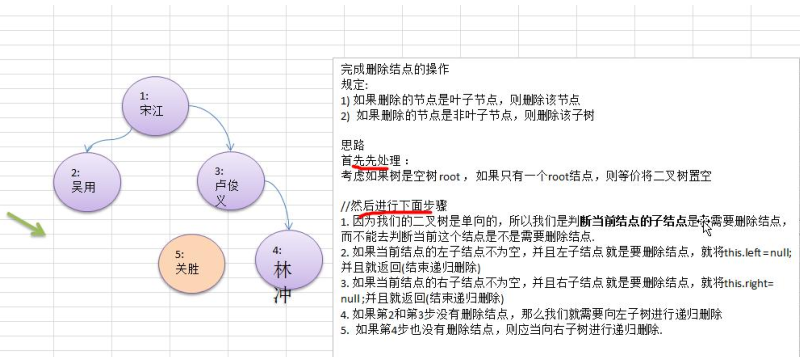 1:
宋江
2:
吴用
3:
卢俊
义
5:
关胜
4:
林
冲
完成删除结点的操作
规定:
1) 如果删除的节点是叶子节点，则删除该节点
2) 如果删除的节点是非叶子节点，则删除该子树
思路
首先先处理：
考虑如果树是空树 root ，如果只有一个root结点，则等价将二叉树置空
//然后进行下面步骤
1. 因为我们的二叉树是单向的，所以我们是判断当前结点的子结点是需要删除结点，
而不能去判断当前这个结点是不是需要删除结点.
2. 如果当前结点的左子结点不为空，并且左子结点 就是要删除结点，就将this.left = null;
并且就返回(结束递归删除)
3. 如果当前结点的右子结点不为空，并且右子结点 就是要删除结点，就将this.right=
null ;并且就返回(结束递归删除)
4. 如果第2和第3步没有删除结点，那么我们就需要向左子树进行递归删除
5. 如果第4步也没有删除结点，则应当向右子树进行递归删除.